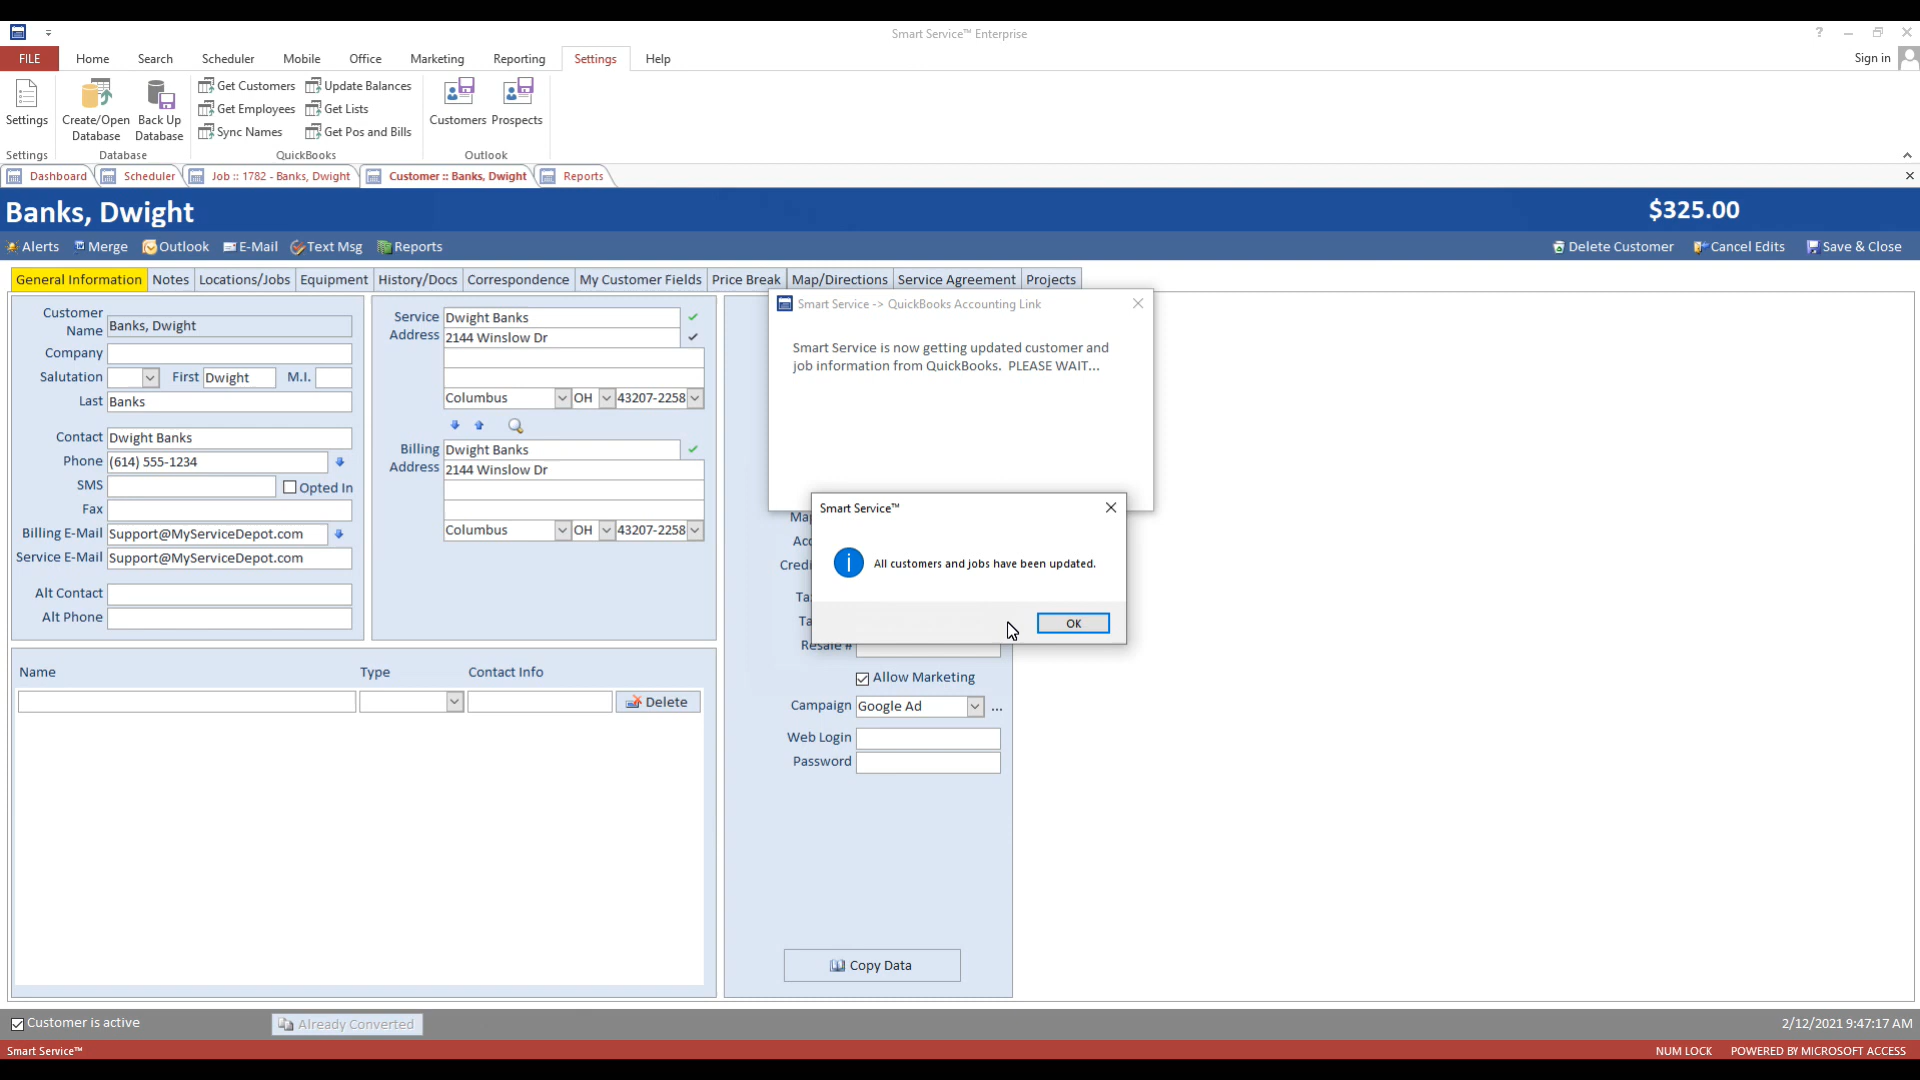 Smart Service™ Enterprise
Sign in
FILE Home Search Scheduler Mobile Office Marketing Reporting Settings Help
Settings
Create/Open Database
Back Up Database
Get Customers
Get Employees
Sync Names
Update Balances
Get Lists
Get Pos and Bills
Customers
Prospects
Settings
Database
QuickBooks
Outlook
Dashboard
Scheduler
Job :: 1782 - Banks, Dwight
Customer :: Banks, Dwight
Reports
Banks, Dwight
$325.00
Alerts Merge Outlook E-Mail Text Msg Reports
Delete Customer Cancel Edits Save & Close
General Information Notes Locations/Jobs Equipment History/Docs Correspondence My Customer Fields Price Break Map/Directions Service Agreement Projects
Customer Name Banks, Dwight
Company
Salutation First Dwight M.I.
Last Banks
Contact Dwight Banks
Phone (614) 555-1234
SMS Opted In
Fax
Billing E-Mail Support@MyServiceDepot.com
Service E-Mail Support@MyServiceDepot.com
Alt Contact
Alt Phone
Service Address
Dwight Banks
2144 Winslow Dr
Columbus OH 43207-2258
Billing Address
Dwight Banks
2144 Winslow Dr
Columbus OH 43207-2258
Smart Service -> QuickBooks Accounting Link
Smart Service is now getting updated customer and
job information from QuickBooks. PLEASE WAIT...
Smart Service™
All customers and jobs have been updated.
OK
Resale #
Allow Marketing
Campaign Google Ad ...
Web Login
Password
Copy Data
Name Type Contact Info
Delete
Customer is active
Already Converted
2/12/2021 9:47:17 AM
Smart Service™
NUM LOCK POWERED BY MICROSOFT ACCESS